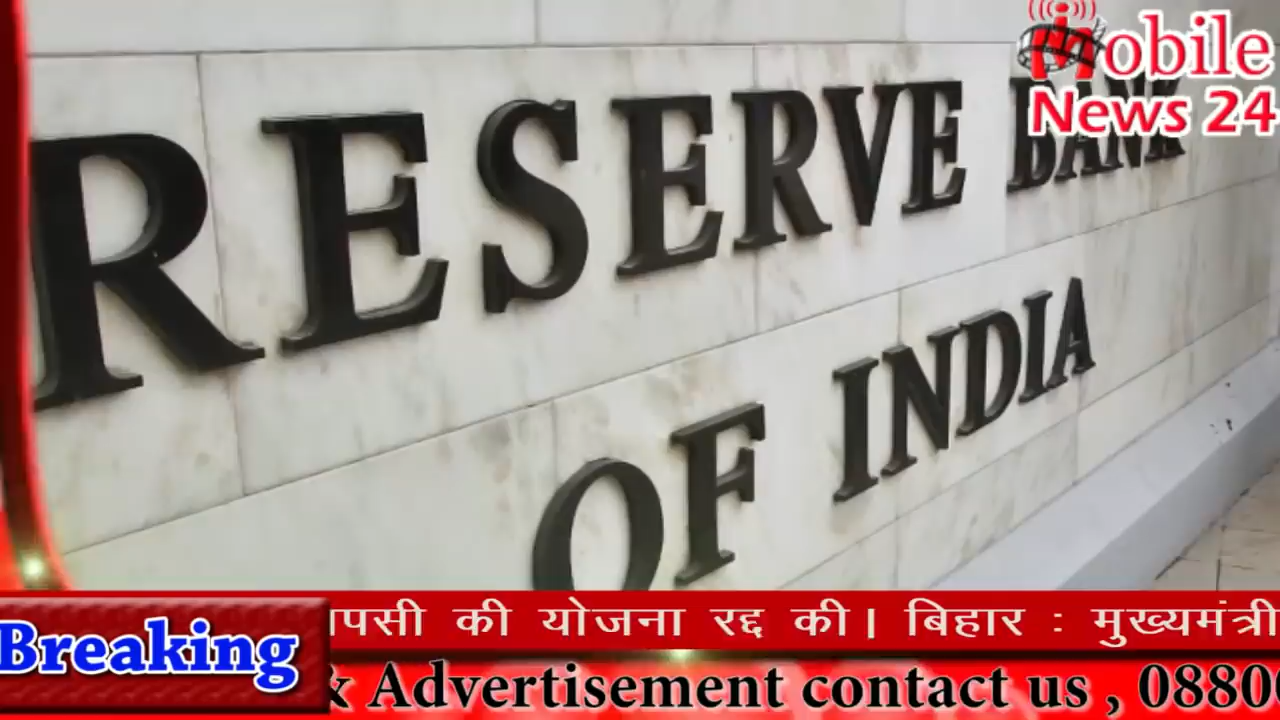 Mobile
News 24
RESERVE BANK
OF INDIA
Breaking
पसी की योजना रद्द की। बिहार : मुख्यमंत्री
& Advertisement contact us , 0880